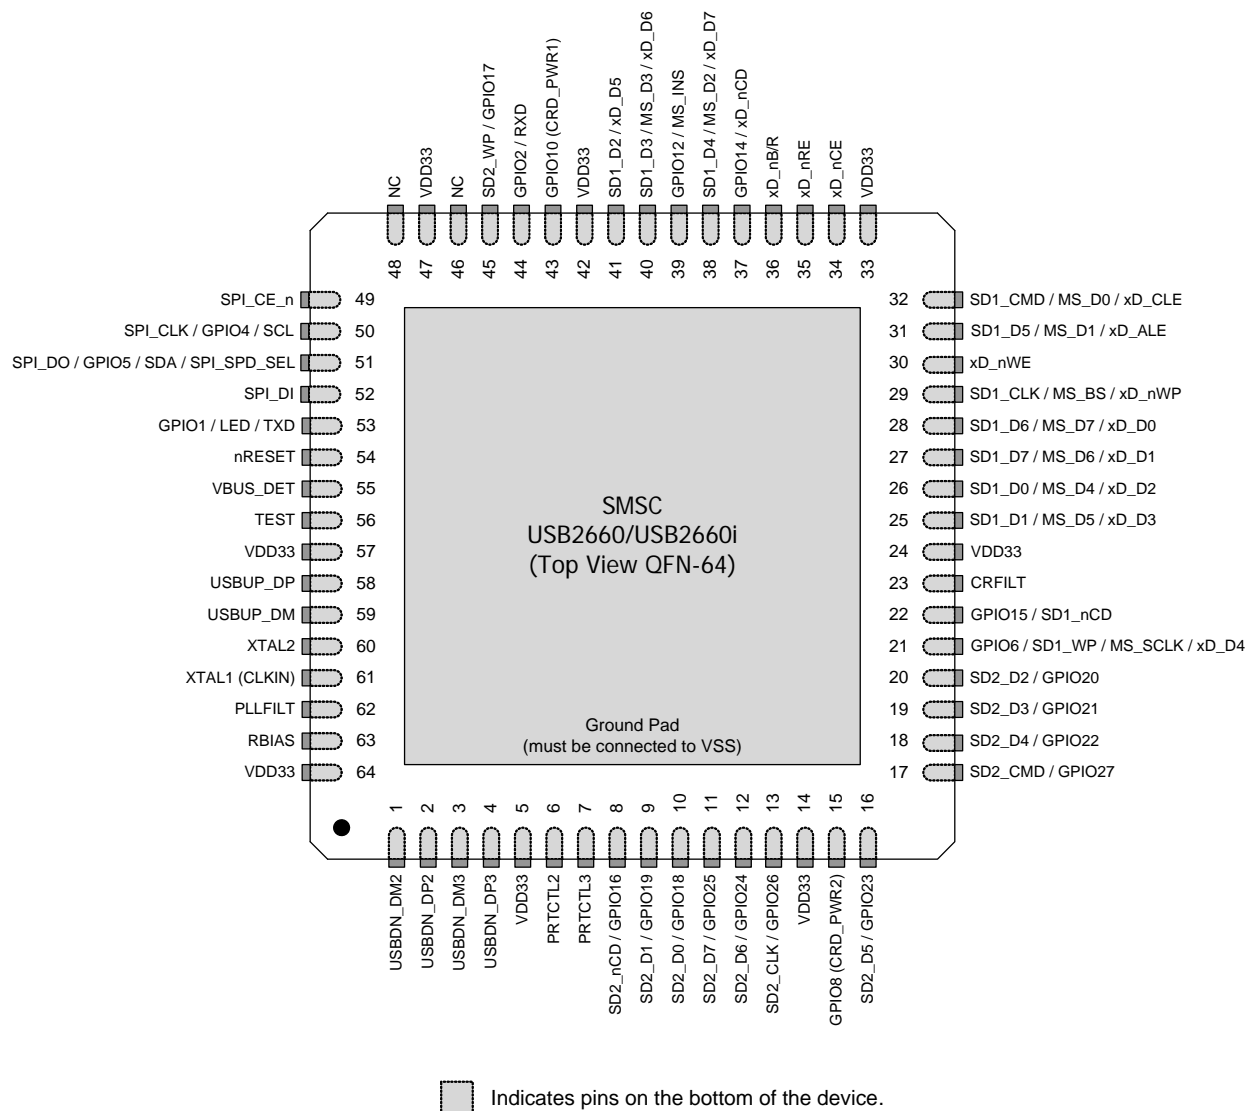 NC
VDD33
NC
SD2_WP / GPIO17
GPIO2 / RXD
GPIO10 (CRD_PWR1)
VDD33
SD1_D2 / xD_D5
SD1_D3 / MS_D3 / xD_D6
GPIO12 / MS_INS
SD1_D4 / MS_D2 / xD_D7
GPIO14 / xD_nCD
xD_nB/R
xD_nRE
xD_nCE
VDD33
48
47
46
45
44
43
42
41
40
39
38
37
36
35
34
33
SPI_CE_n 49
SPI_CLK / GPIO4 / SCL 50
SPI_DO / GPIO5 / SDA / SPI_SPD_SEL 51
SPI_DI 52
GPIO1 / LED / TXD 53
nRESET 54
VBUS_DET 55
TEST 56
VDD33 57
USBUP_DP 58
USBUP_DM 59
XTAL2 60
XTAL1 (CLKIN) 61
PLLFILT 62
RBIAS 63
VDD33 64
SMSC
USB2660/USB2660i
(Top View QFN-64)
Ground Pad
(must be connected to VSS)
32 SD1_CMD / MS_D0 / xD_CLE
31 SD1_D5 / MS_D1 / xD_ALE
30 xD_nWE
29 SD1_CLK / MS_BS / xD_nWP
28 SD1_D6 / MS_D7 / xD_D0
27 SD1_D7 / MS_D6 / xD_D1
26 SD1_D0 / MS_D4 / xD_D2
25 SD1_D1 / MS_D5 / xD_D3
24 VDD33
23 CRFILT
22 GPIO15 / SD1_nCD
21 GPIO6 / SD1_WP / MS_SCLK / xD_D4
20 SD2_D2 / GPIO20
19 SD2_D3 / GPIO21
18 SD2_D4 / GPIO22
17 SD2_CMD / GPIO27
1
2
3
4
5
6
7
8
9
10
11
12
13
14
15
16
USBDN_DM2
USBDN_DP2
USBDN_DM3
USBDN_DP3
VDD33
PRTCTL2
PRTCTL3
SD2_nCD / GPIO16
SD2_D1 / GPIO19
SD2_D0 / GPIO18
SD2_D7 / GPIO25
SD2_D6 / GPIO24
SD2_CLK / GPIO26
VDD33
GPIO8 (CRD_PWR2)
SD2_D5 / GPIO23
Indicates pins on the bottom of the device.